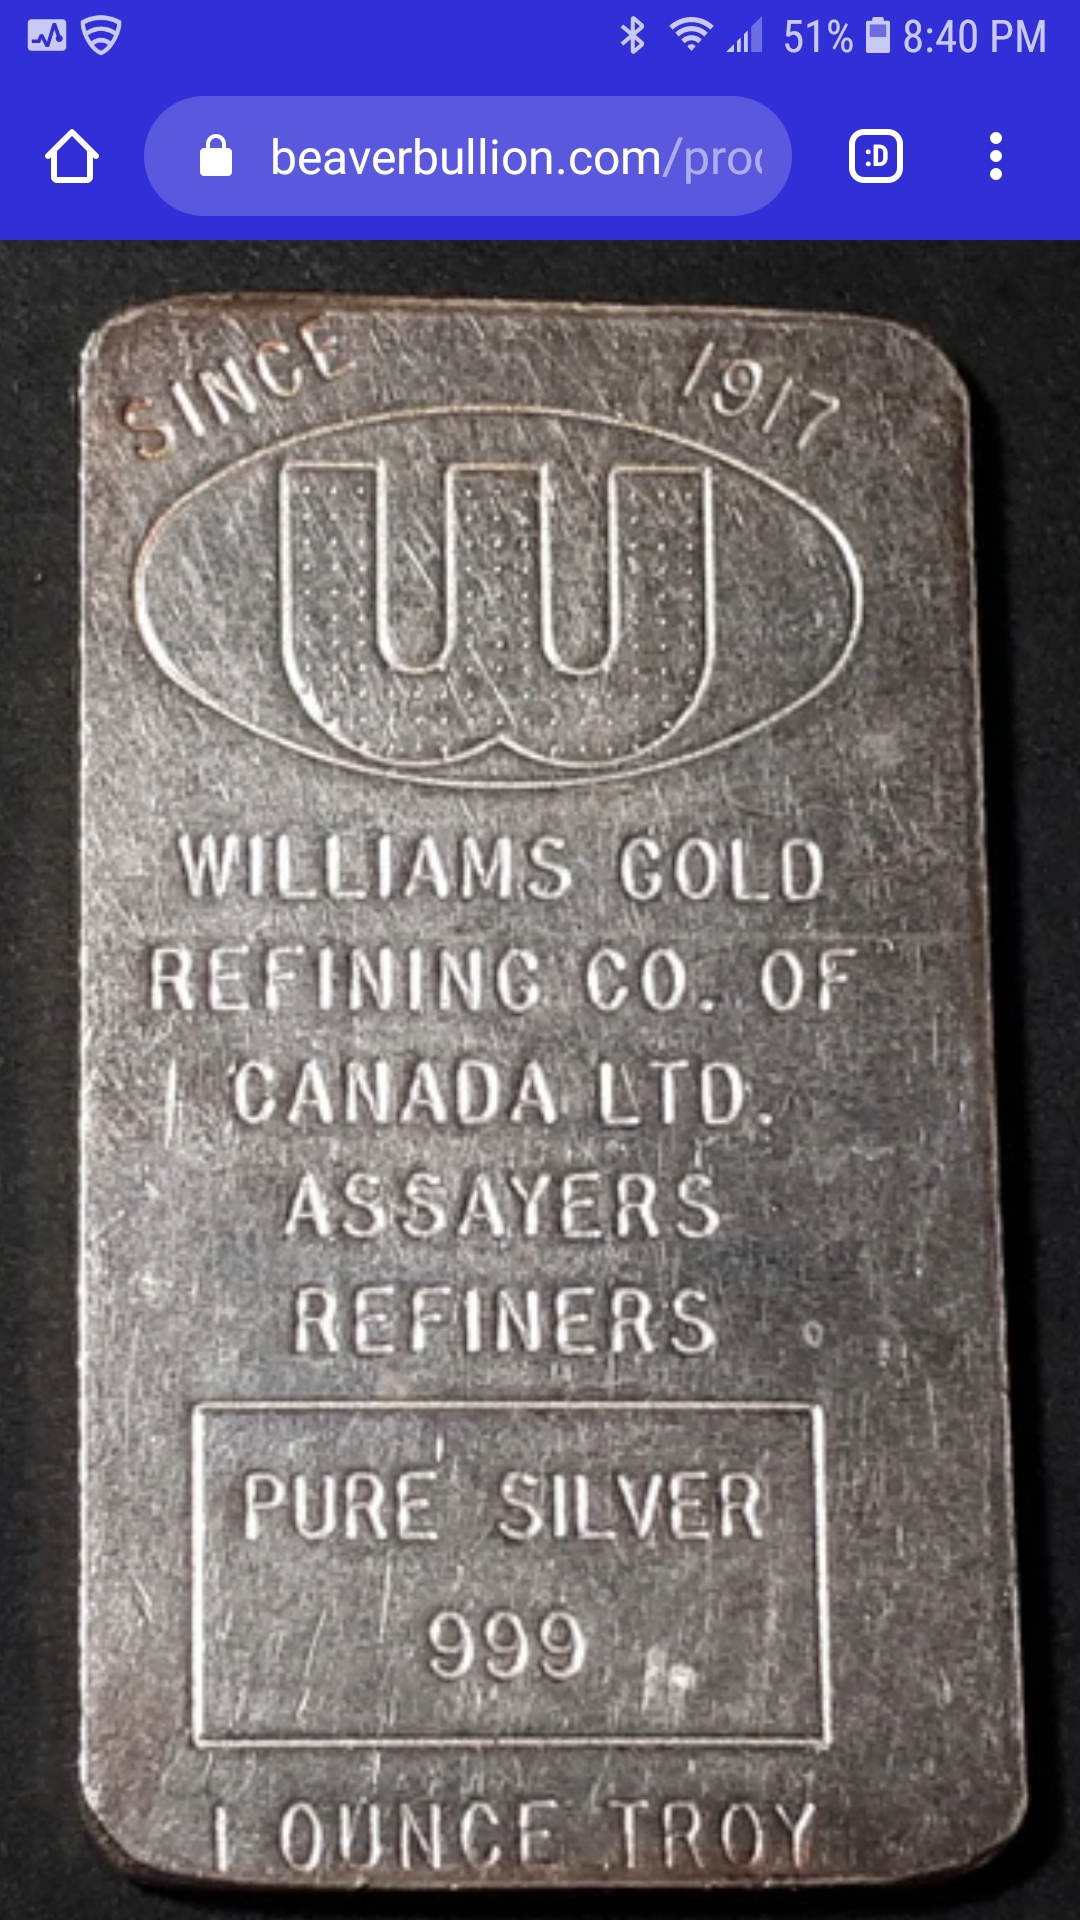 51% 8:40 PM
beaverbullion.com/proc
:D
SINCE 1917
W
WILLIAMS GOLD
REFINING CO. OF
CANADA LTD.
ASSAYERS
REFINERS
PURE SILVER
999
1 OUNCE TROY